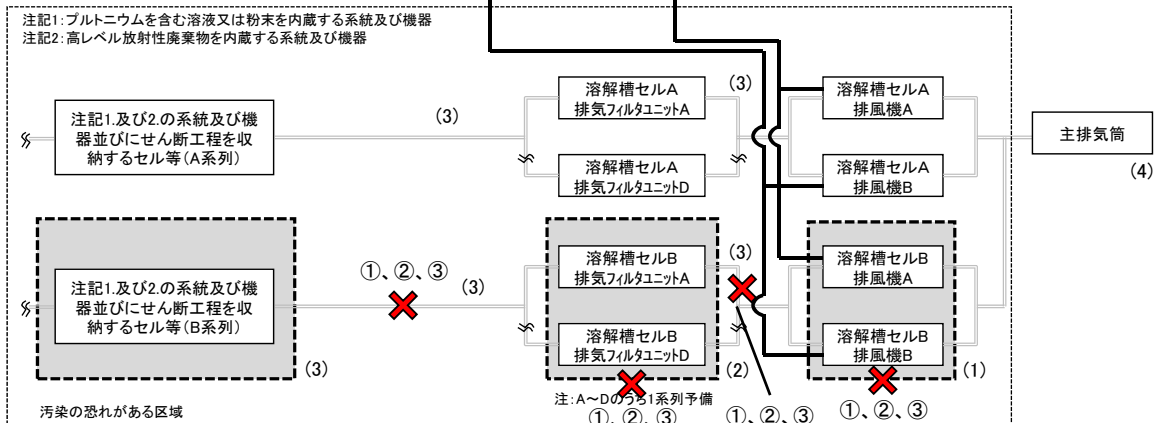 注記1:プルトニウムを含む溶液又は粉末を内蔵する系統及び機器
注記2:高レベル放射性廃棄物を内蔵する系統及び機器
注記1.及び2.の系統及び機
器並びにせん断工程を収
納するセル等(A系列)
(3)
溶解槽セルA
排気フィルタユニットA
(3)
溶解槽セルA
排風機A
溶解槽セルA
排気フィルタユニットD
溶解槽セルA
排風機B
主排気筒
(4)
注記1.及び2.の系統及び機
器並びにせん断工程を収
納するセル等(B系列)
(3)
①、②、③
(3)
溶解槽セルB
排気フィルタユニットA
(3)
溶解槽セルB
排風機A
溶解槽セルB
排気フィルタユニットD
(2)
溶解槽セルB
排風機B
(1)
汚染の恐れがある区域
注:A~Dのうち1系列予備
①、②、③
①、②、③
①、②、③